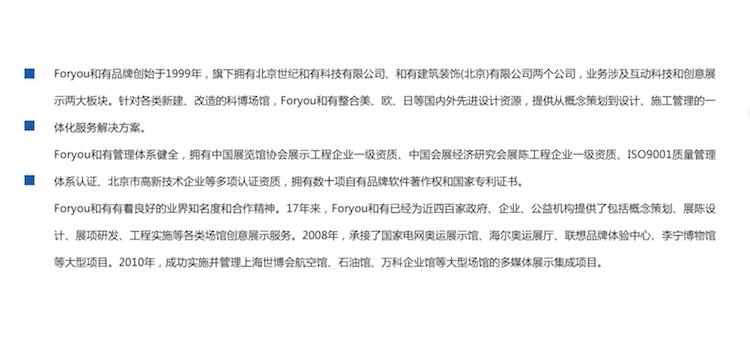 Foryou和有品牌创始于1999年，旗下拥有北京世纪和有科技有限公司、和有建筑装饰(北京)有限公司两个公司，业务涉及互动科技和创意展
示两大板块。针对各类新建、改造的科博场馆，Foryou和有整合美、欧、日等国内外先进设计资源，提供从概念策划到设计、施工管理的一
体化服务解决方案。
Foryou和有管理体系健全，拥有中国展览馆协会展示工程企业一级资质、中国会展经济研究会展陈工程企业一级资质、ISO9001质量管理
体系认证、北京市高新技术企业等多项认证资质，拥有数十项自有品牌软件著作权和国家专利证书。
Foryou和有有着良好的业界知名度和合作精神。17年来，Foryou和有已经为近四百家政府、企业、公益机构提供了包括概念策划、展陈设
计、展项研发、工程实施等各类场馆创意展示服务。2008年，承接了国家电网奥运展示馆、海尔奥运展厅、联想品牌体验中心、李宁博物馆
等大型项目。2010年，成功实施并管理上海世博会航空馆、石油馆、万科企业馆等大型场馆的多媒体展示集成项目。